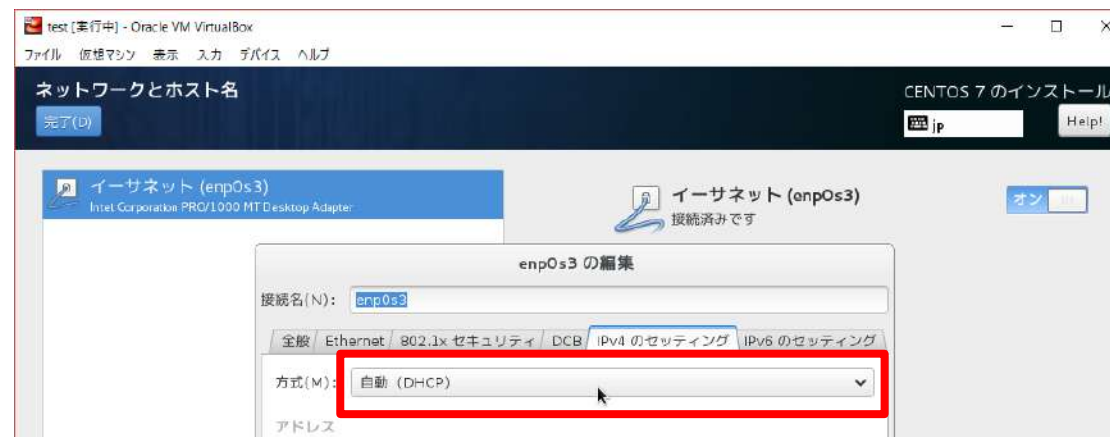 test [実行中] - Oracle VM VirtualBox
ファイル 仮想マシン 表示 入力 デバイス ヘルプ
ネットワークとホスト名
完了(D)
CENTOS 7 のインストール
jp
Help!
イーサネット (enp0s3)
Intel Corporation PRO/1000 MT Desktop Adapter
イーサネット (enp0s3)
接続済みです
オン
enp0s3 の編集
接続名(N): enp0s3
全般 Ethernet 802.1x セキュリティ DCB IPv4 のセッティング IPv6 のセッティング
方式(M): 自動 (DHCP)
アドレス